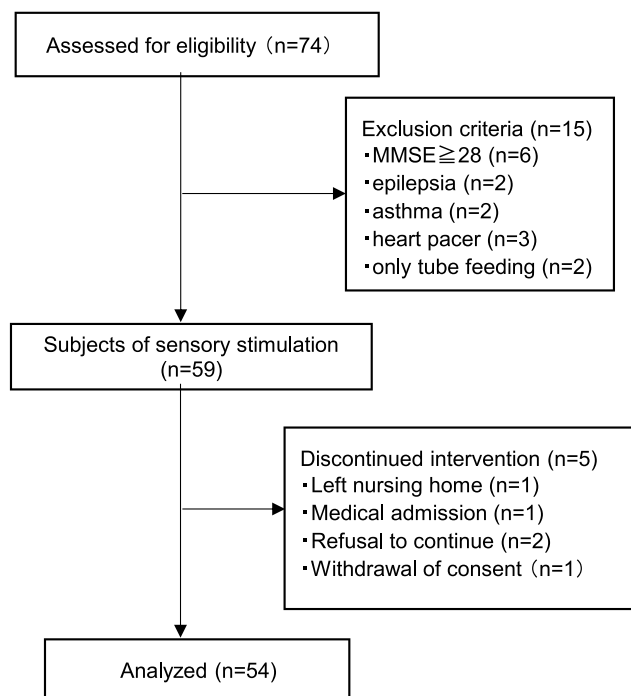 Assessed for eligibility（n=74)
Exclusion criteria (n=15)
・MMSE≧28 (n=6)
・epilepsia (n=2)
・asthma (n=2)
・heart pacer (n=3)
・only tube feeding (n=2)
Subjects of sensory stimulation
(n=59)
Discontinued intervention (n=5)
・Left nursing home (n=1)
・Medical admission (n=1)
・Refusal to continue (n=2)
・Withdrawal of consent（n=1）
Analyzed (n=54)